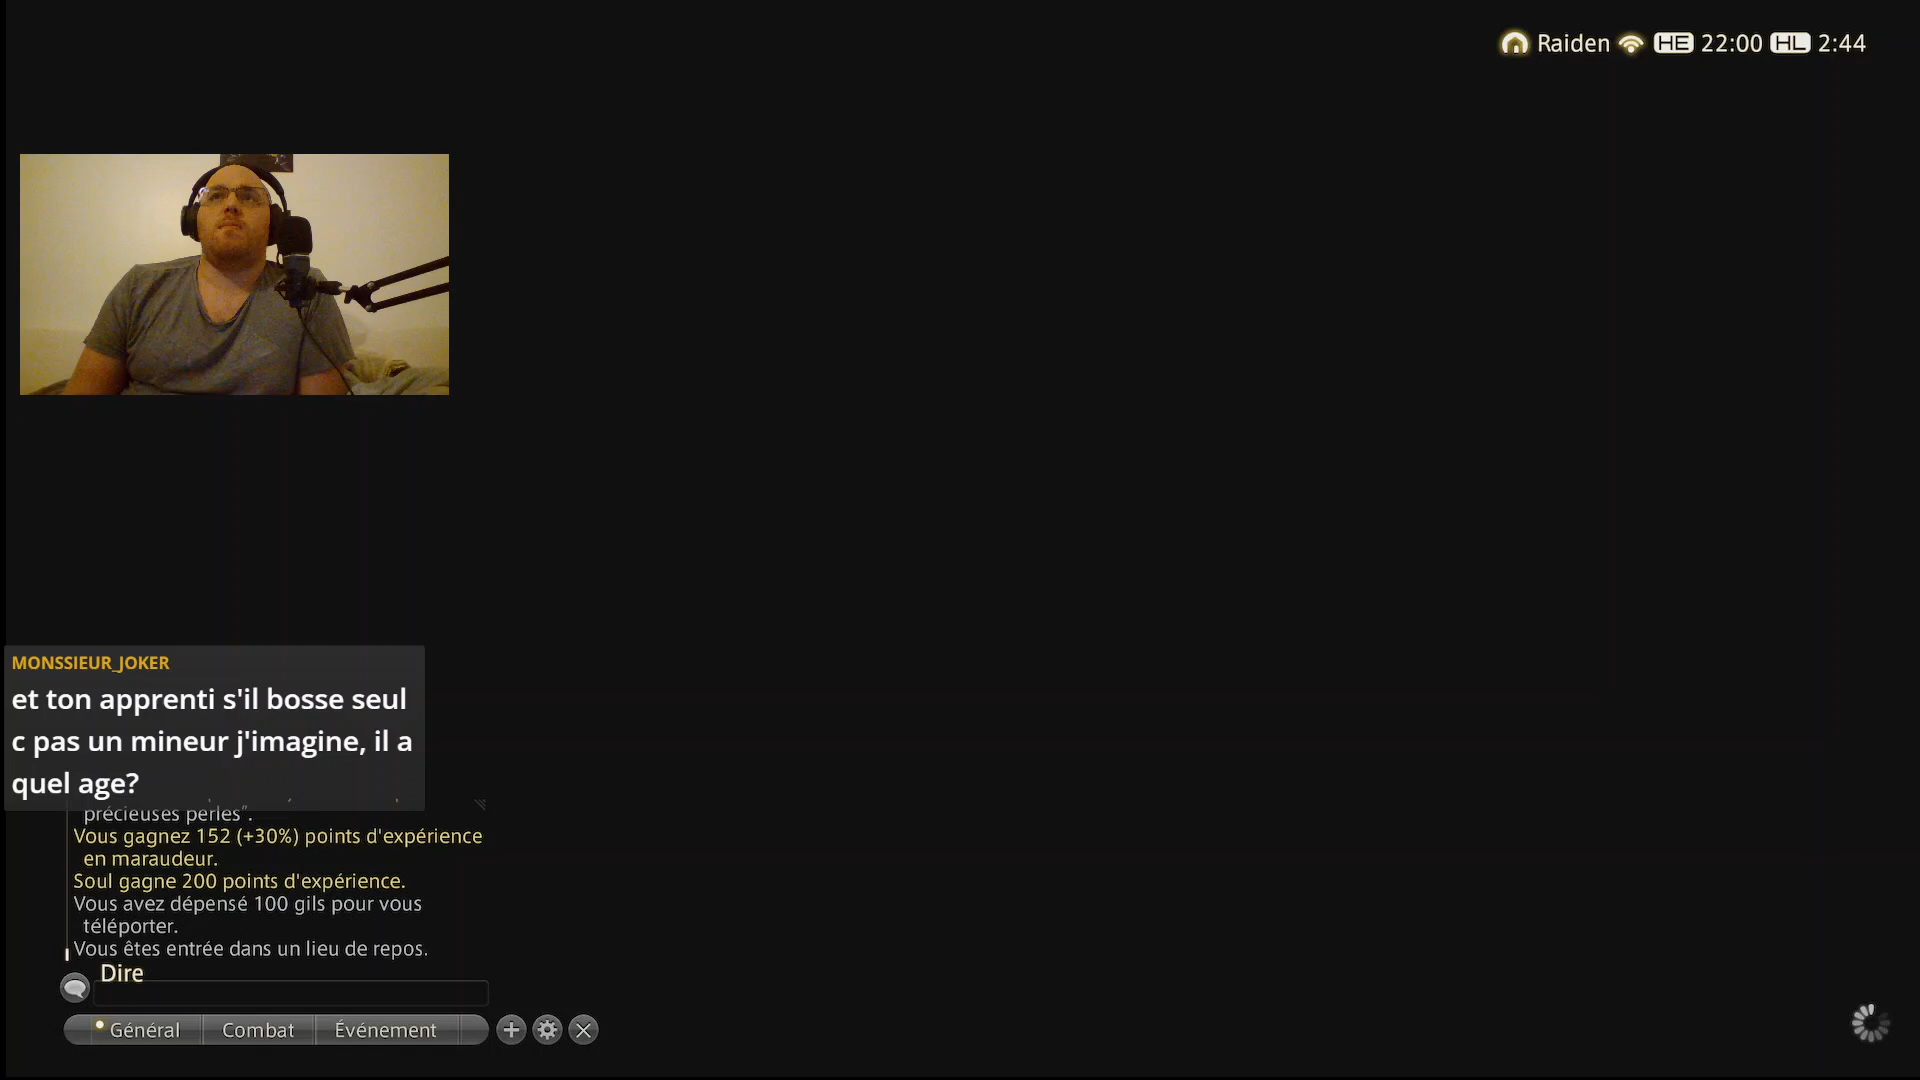 Raiden HE 22:00 HL 2:44
MONSSIEUR_JOKER
et ton apprenti s'il bosse seul
c pas un mineur j'imagine, il a
quel age?
précieuses perles".
Vous gagnez 152 (+30%) points d'expérience
en maraudeur.
Soul gagne 200 points d'expérience.
Vous avez dépensé 100 gils pour vous
téléporter.
Vous êtes entrée dans un lieu de repos.
Dire
Général Combat Événement